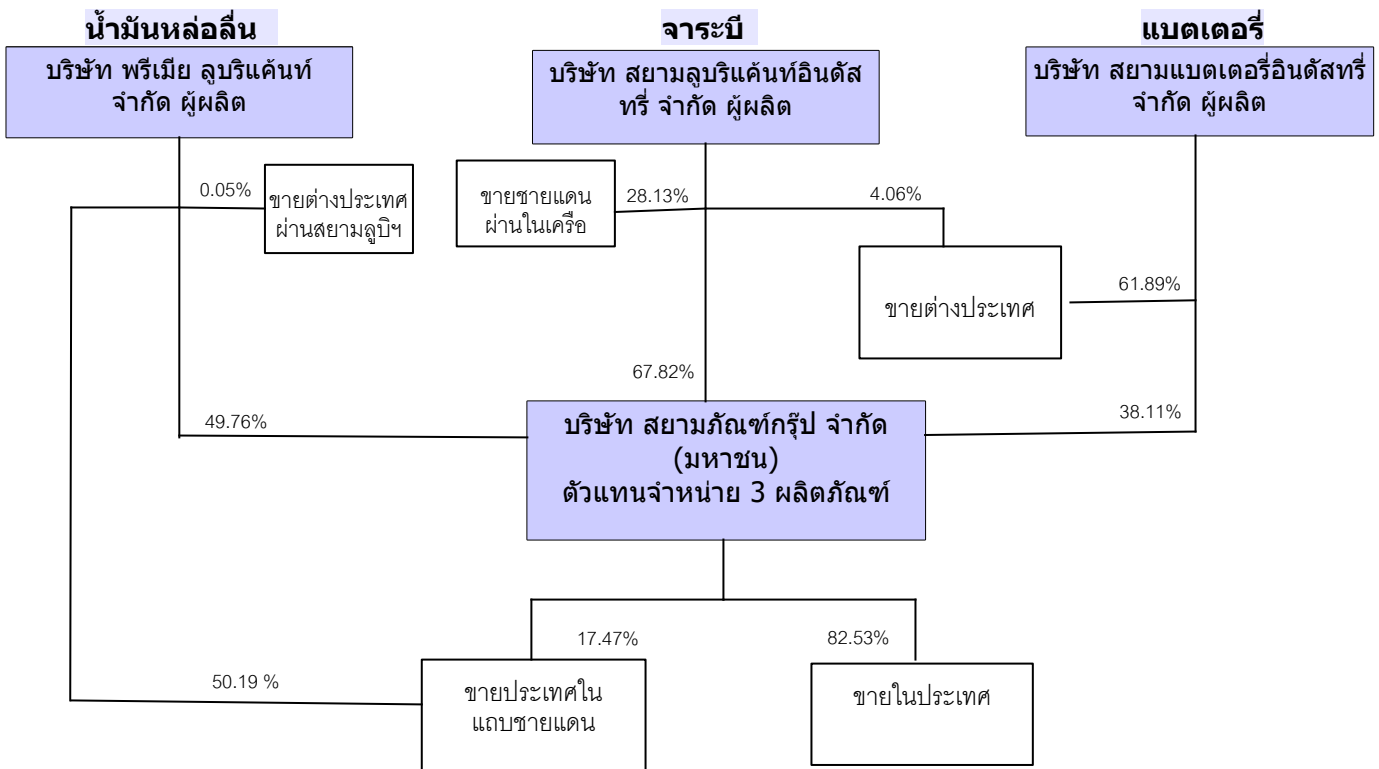 น้ำมันหล่อลื่น
บริษัท พรีเมีย ลูบริแค้นท์
จำกัด ผู้ผลิต
จาระบี
บริษัท สยามลูบริแค้นท์อินดัส
ทรี่ จำกัด ผู้ผลิต
แบตเตอรี่
บริษัท สยามแบตเตอรี่อินดัสทรี่
จำกัด ผู้ผลิต
0.05%
ขายต่างประเทศ
ผ่านสยามลูบิฯ
ขายชายแดน
ผ่านในเครือ
28.13%
4.06%
ขายต่างประเทศ
61.89%
67.82%
49.76%
38.11%
บริษัท สยามภัณฑ์กรุ๊ป จำกัด
(มหาชน)
ตัวแทนจำหน่าย 3 ผลิตภัณฑ์
17.47%
82.53%
50.19 %
ขายประเทศใน
แถบชายแดน
ขายในประเทศ